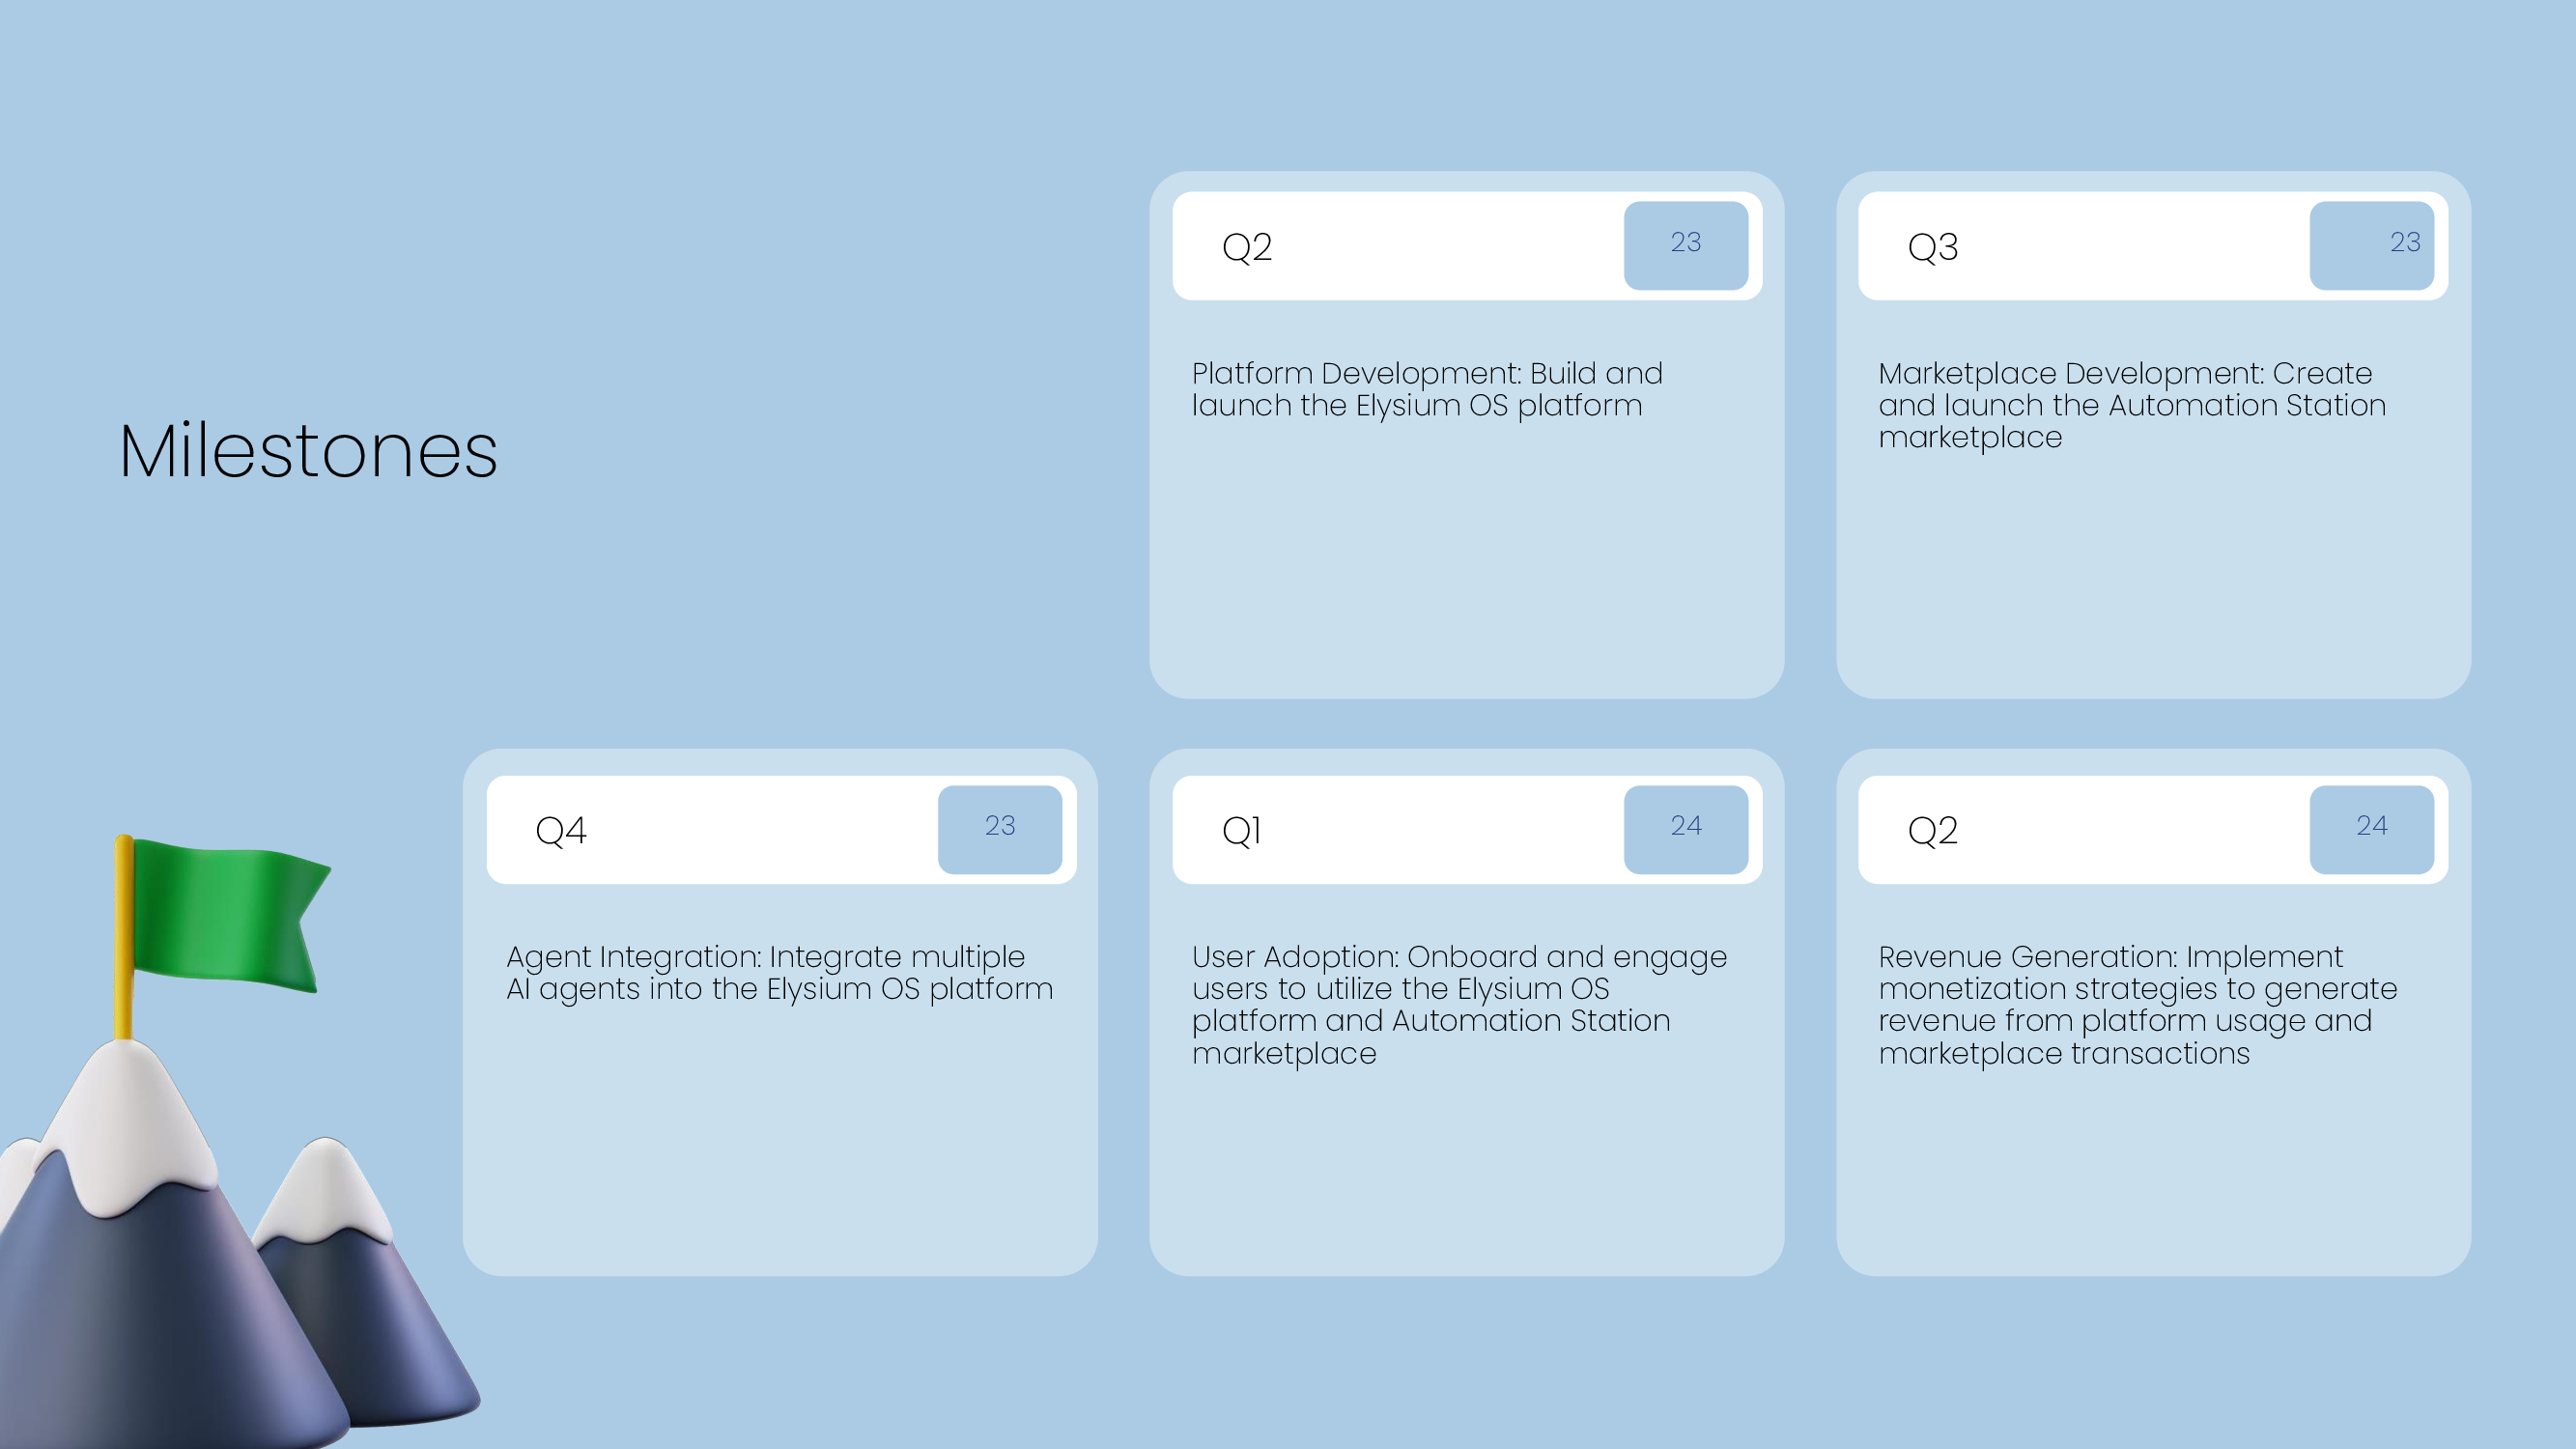 Milestones
Q2
23
Platform Development: Build and
launch the Elysium OS platform
Q3
23
Marketplace Development: Create
and launch the Automation Station
marketplace
Q4
23
Agent Integration: Integrate multiple
AI agents into the Elysium OS platform
Q1
24
User Adoption: Onboard and engage
users to utilize the Elysium OS
platform and Automation Station
marketplace
Q2
24
Revenue Generation: Implement
monetization strategies to generate
revenue from platform usage and
marketplace transactions